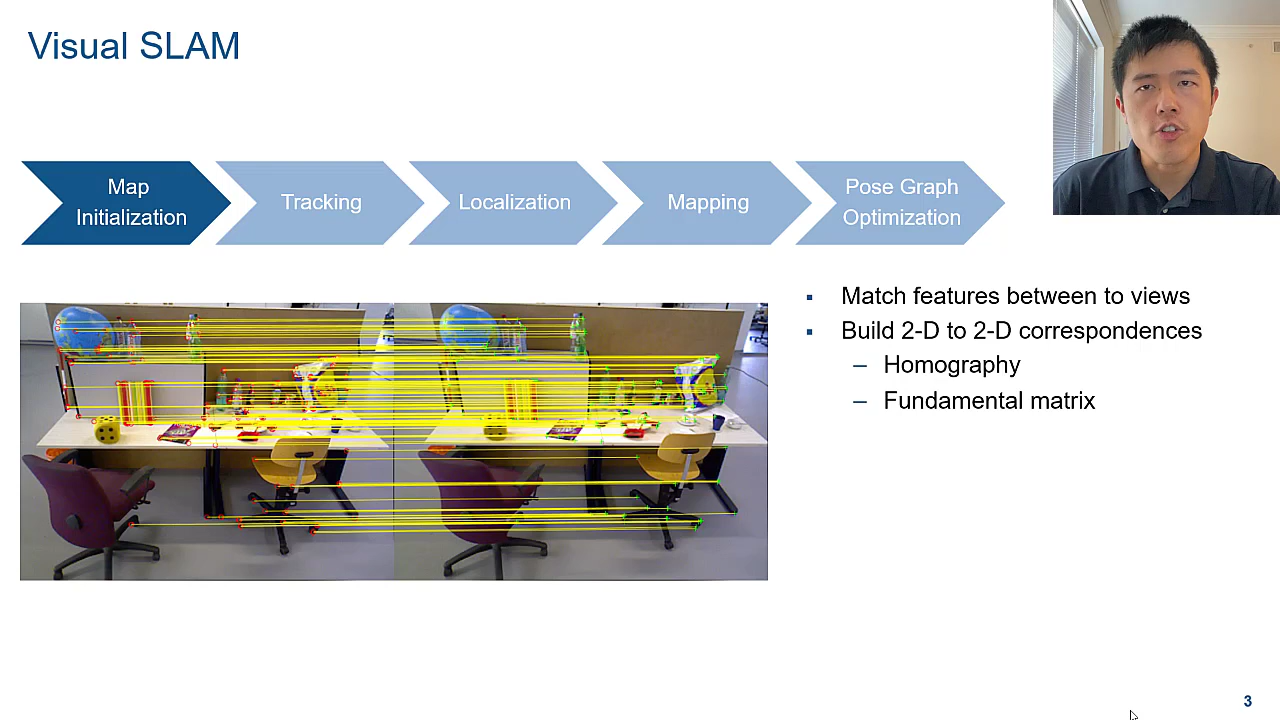 Visual SLAM
Map
Initialization
Tracking
Localization
Mapping
Pose Graph
Optimization
▪ Match features between to views
▪ Build 2-D to 2-D correspondences
– Homography
– Fundamental matrix
3